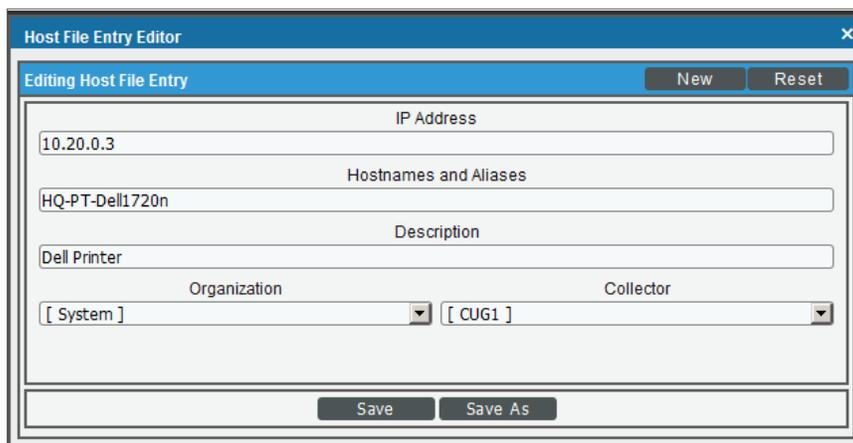 Host File Entry Editor
Editing Host File Entry New Reset
IP Address
10.20.0.3
Hostnames and Aliases
HQ-PT-Dell1720n
Description
Dell Printer
Organization Collector
[ System ] [ CUG1 ]
Save Save As